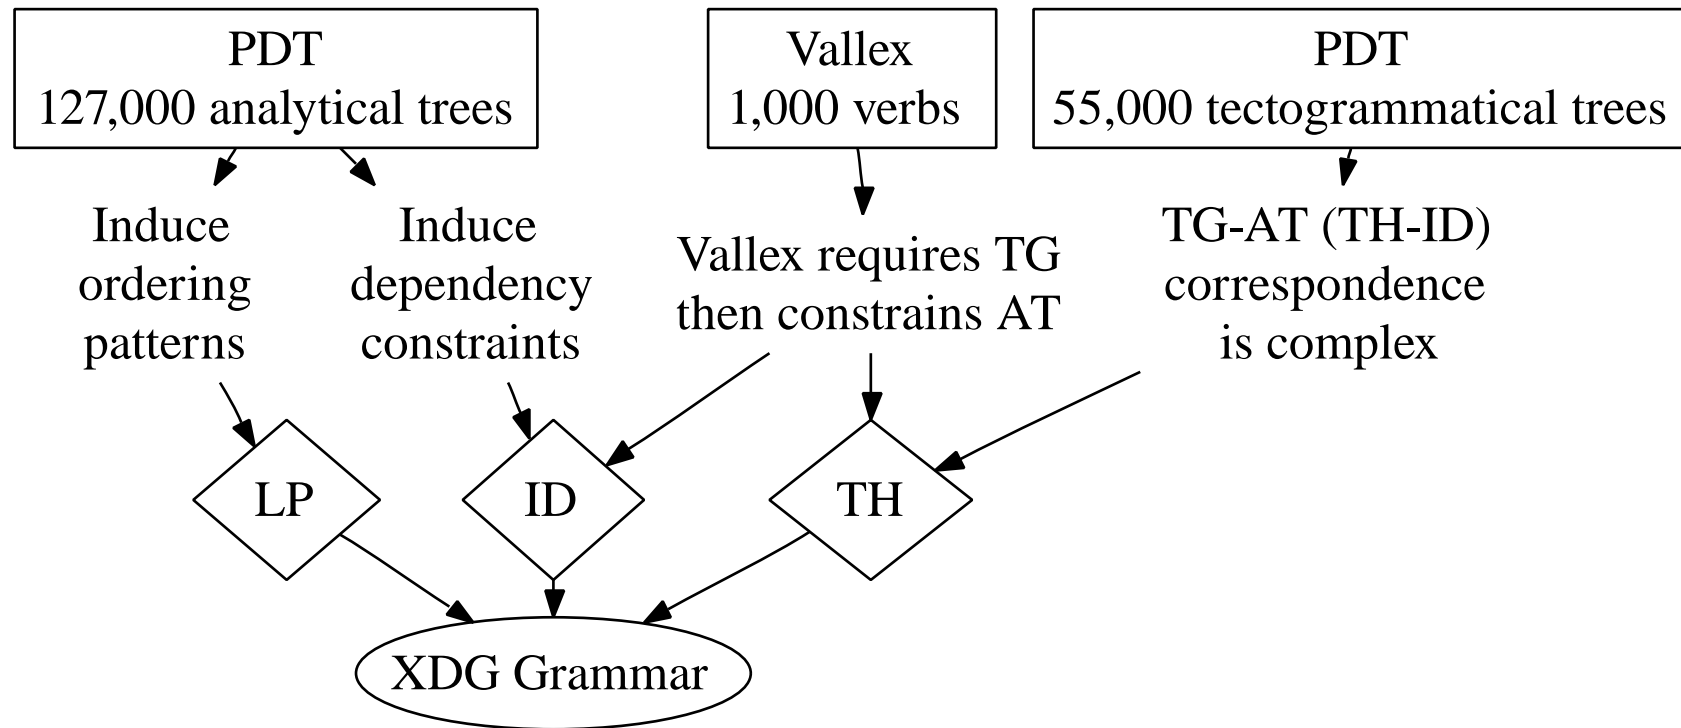 PDT
127,000 analytical trees
Vallex
1,000 verbs
PDT
55,000 tectogrammatical trees
Induce
ordering
patterns
Induce
dependency
constraints
Vallex requires TG
then constrains AT
TG-AT (TH-ID)
correspondence
is complex
LP
ID
TH
XDG Grammar